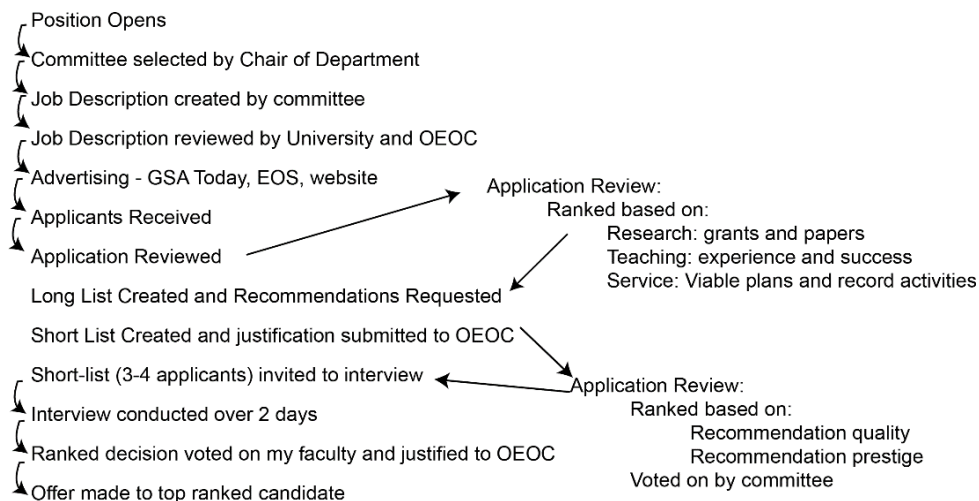 Position Opens
Committee selected by Chair of Department
Job Description created by committee
Job Description reviewed by University and OEOC
Advertising - GSA Today, EOS, website
Applicants Received
Application Reviewed
Long List Created and Recommendations Requested
Short List Created and justification submitted to OEOC
Short-list (3-4 applicants) invited to interview
Interview conducted over 2 days
Ranked decision voted on my faculty and justified to OEOC
Offer made to top ranked candidate
Application Review:
Ranked based on:
Research: grants and papers
Teaching: experience and success
Service: Viable plans and record activities
Application Review:
Ranked based on:
Recommendation quality
Recommendation prestige
Voted on by committee